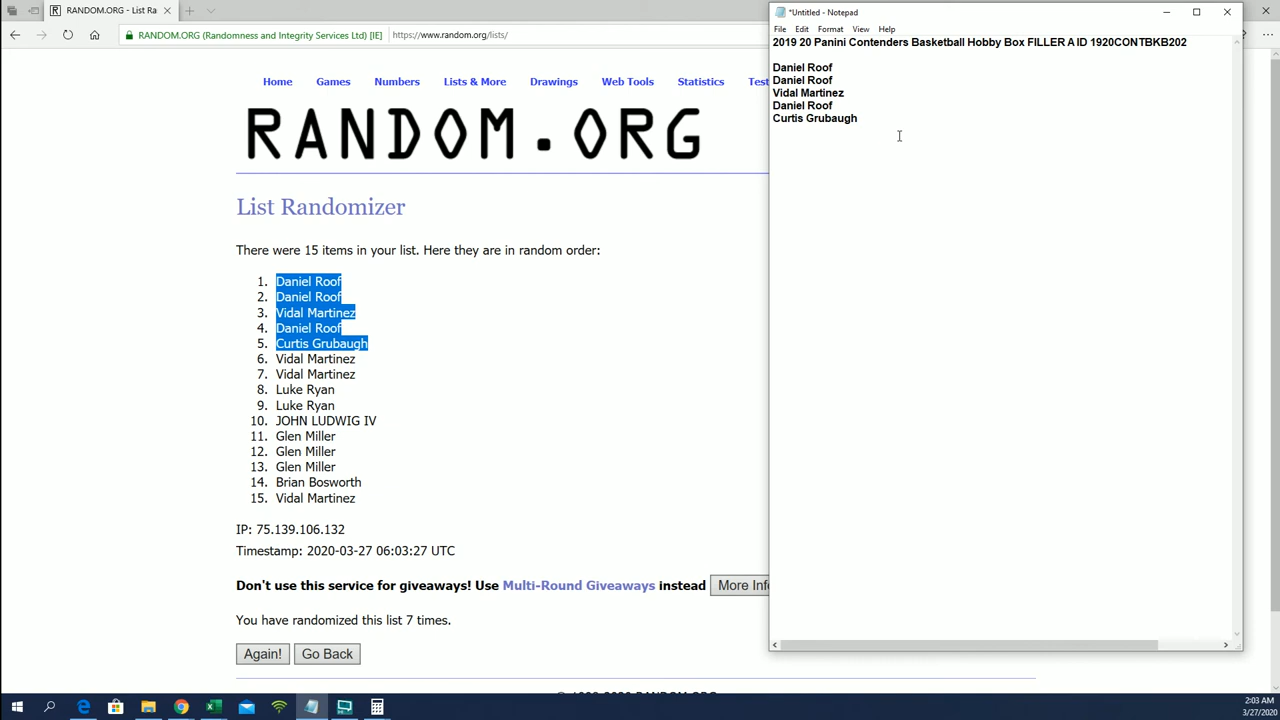 RANDOM.ORG - List Ra
RANDOM.ORG (Randomness and Integrity Services Ltd) [IE]
https://www.random.org/lists/
Home Games Numbers Lists & More Drawings Web Tools Statistics Test
RANDOM.ORG
List Randomizer
There were 15 items in your list. Here they are in random order:
1. Daniel Roof
2. Daniel Roof
3. Vidal Martinez
4. Daniel Roof
5. Curtis Grubaugh
6. Vidal Martinez
7. Vidal Martinez
8. Luke Ryan
9. Luke Ryan
10. JOHN LUDWIG IV
11. Glen Miller
12. Glen Miller
13. Glen Miller
14. Brian Bosworth
15. Vidal Martinez
IP: 75.139.106.132
Timestamp: 2020-03-27 06:03:27 UTC
Don't use this service for giveaways! Use Multi-Round Giveaways instead More Info
You have randomized this list 7 times.
Again! Go Back
*Untitled - Notepad
File Edit Format View Help
2019 20 Panini Contenders Basketball Hobby Box FILLER A ID 1920CONTBKB202
Daniel Roof
Daniel Roof
Vidal Martinez
Daniel Roof
Curtis Grubaugh
2:03 AM
3/27/2020